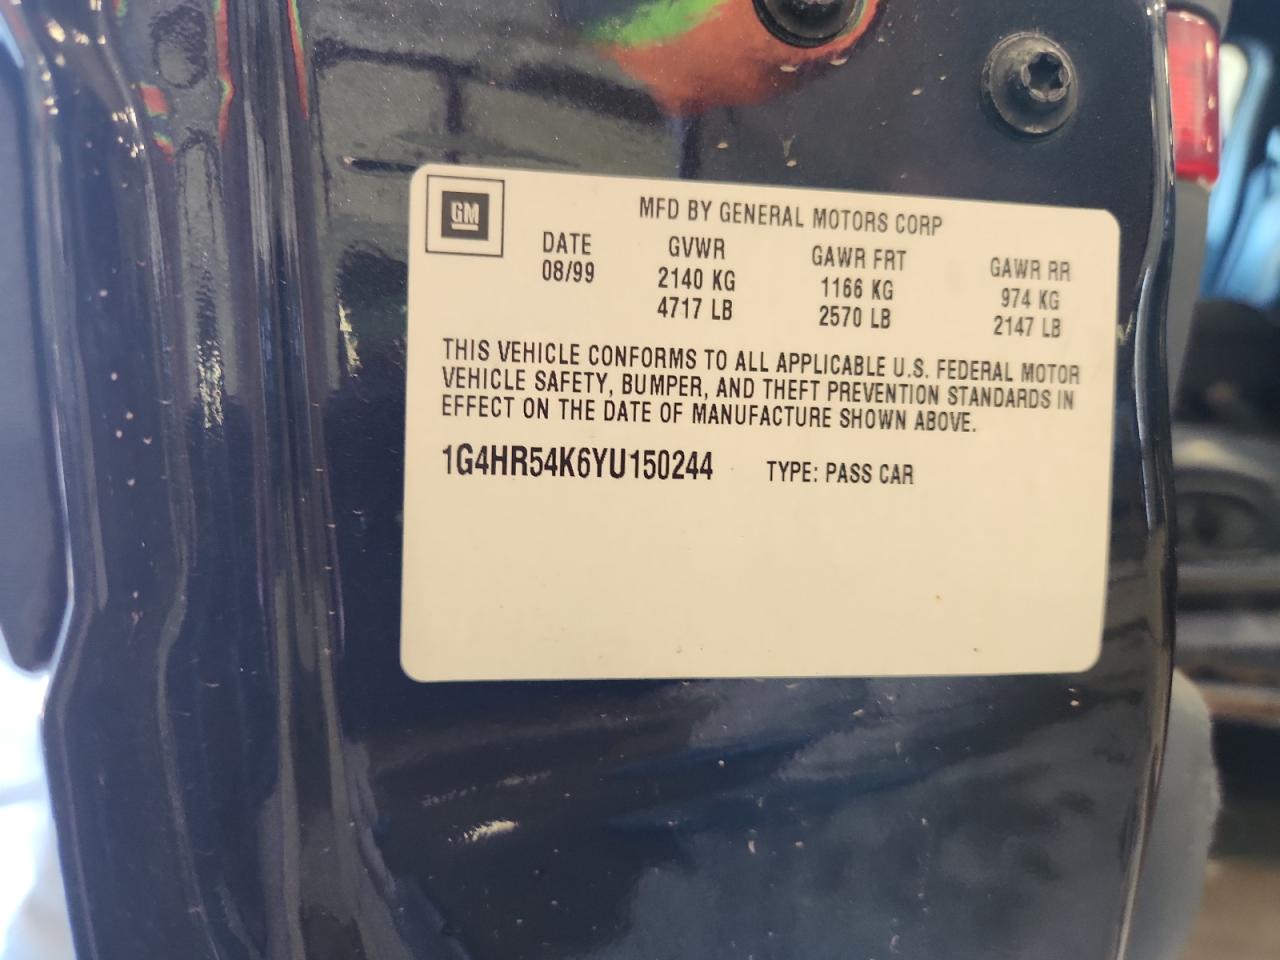 GM
MFD BY GENERAL MOTORS CORP
DATE GVWR GAWR FRT GAWR RR
08/99 2140 KG 1166 KG 974 KG
4717 LB 2570 LB 2147 LB
THIS VEHICLE CONFORMS TO ALL APPLICABLE U.S. FEDERAL MOTOR
VEHICLE SAFETY, BUMPER, AND THEFT PREVENTION STANDARDS IN
EFFECT ON THE DATE OF MANUFACTURE SHOWN ABOVE.
1G4HR54K6YU150244 TYPE: PASS CAR